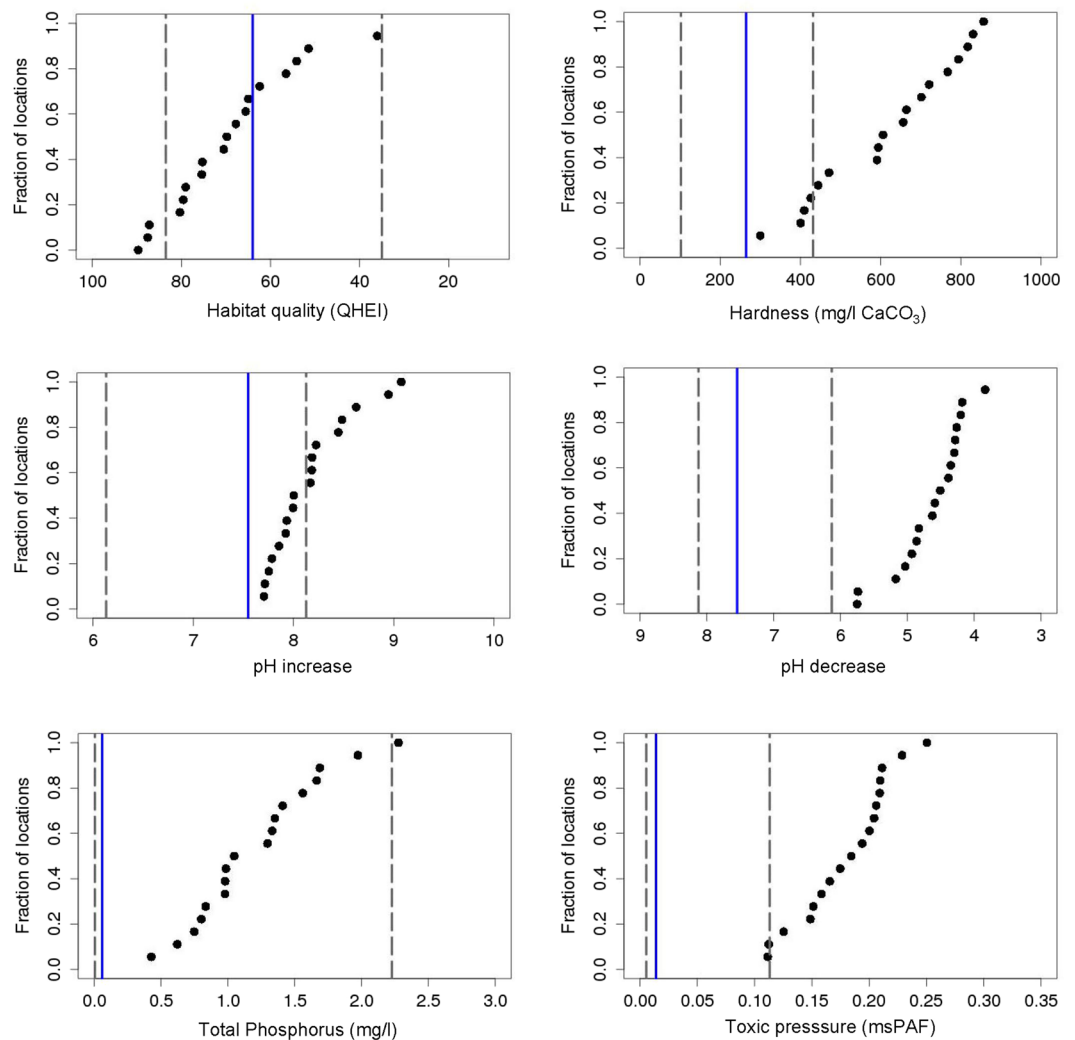 Fraction of locations
1.0
0.8
0.6
0.4
0.2
0.0
100 80 60 40 20
Habitat quality (QHEI)
Fraction of locations
1.0
0.8
0.6
0.4
0.2
0.0
0 200 400 600 800 1000
Hardness (mg/l CaCO₃)
Fraction of locations
1.0
0.8
0.6
0.4
0.2
0.0
6 7 8 9 10
pH increase
Fraction of locations
1.0
0.8
0.6
0.4
0.2
0.0
9 8 7 6 5 4 3
pH decrease
Fraction of locations
1.0
0.8
0.6
0.4
0.2
0.0
0.0 0.5 1.0 1.5 2.0 2.5 3.0
Total Phosphorus (mg/l)
Fraction of locations
1.0
0.8
0.6
0.4
0.2
0.0
0.00 0.05 0.10 0.15 0.20 0.25 0.30 0.35
Toxic presssure (msPAF)